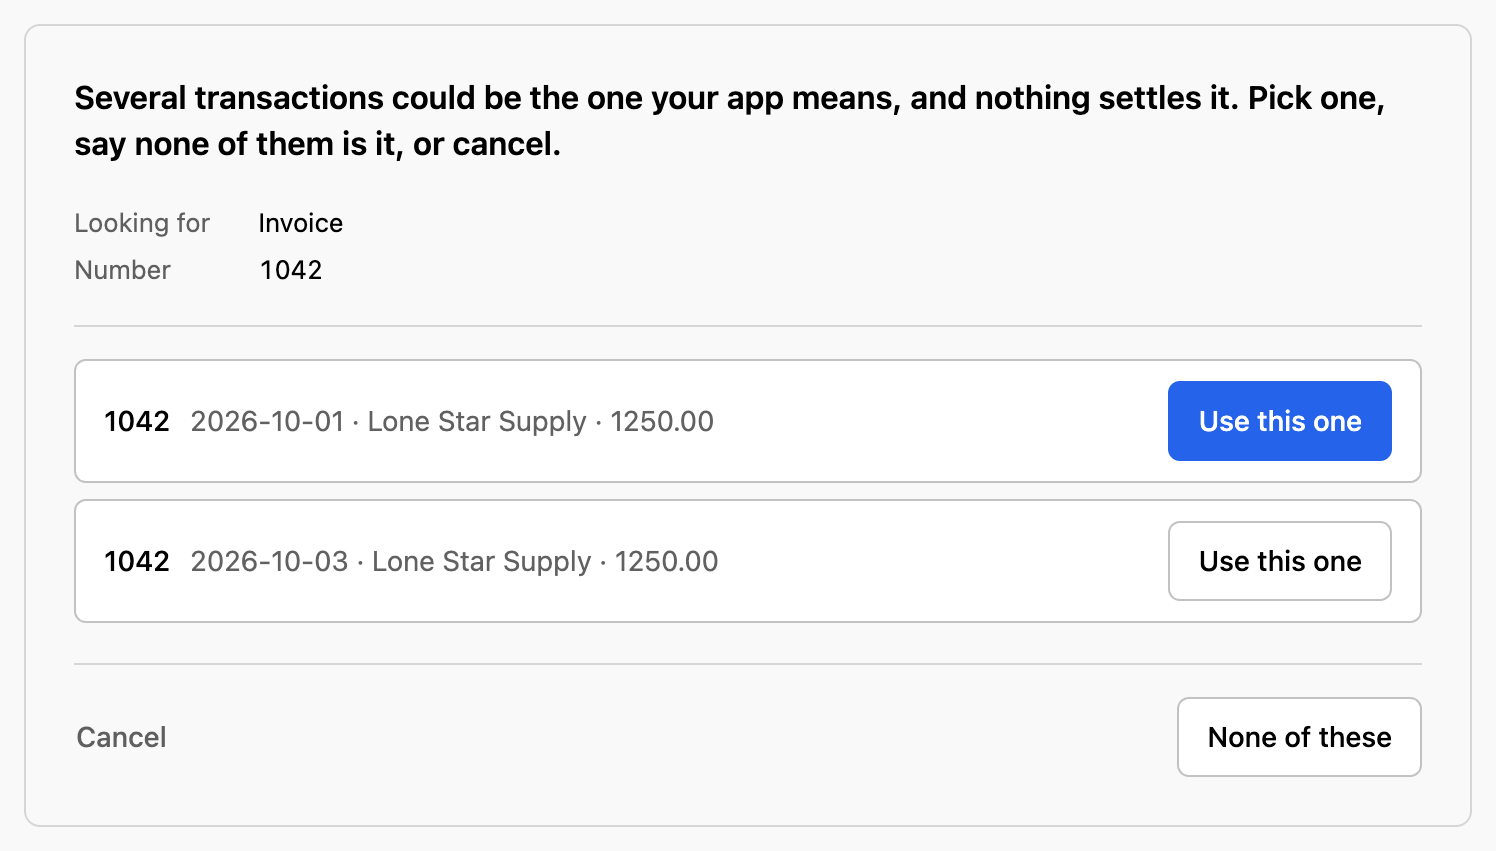 Several transactions could be the one your app means, and nothing settles it. Pick one,
say none of them is it, or cancel.
Looking for Invoice
Number 1042
1042 2026-10-01 · Lone Star Supply · 1250.00 Use this one
1042 2026-10-03 · Lone Star Supply · 1250.00 Use this one
Cancel None of these